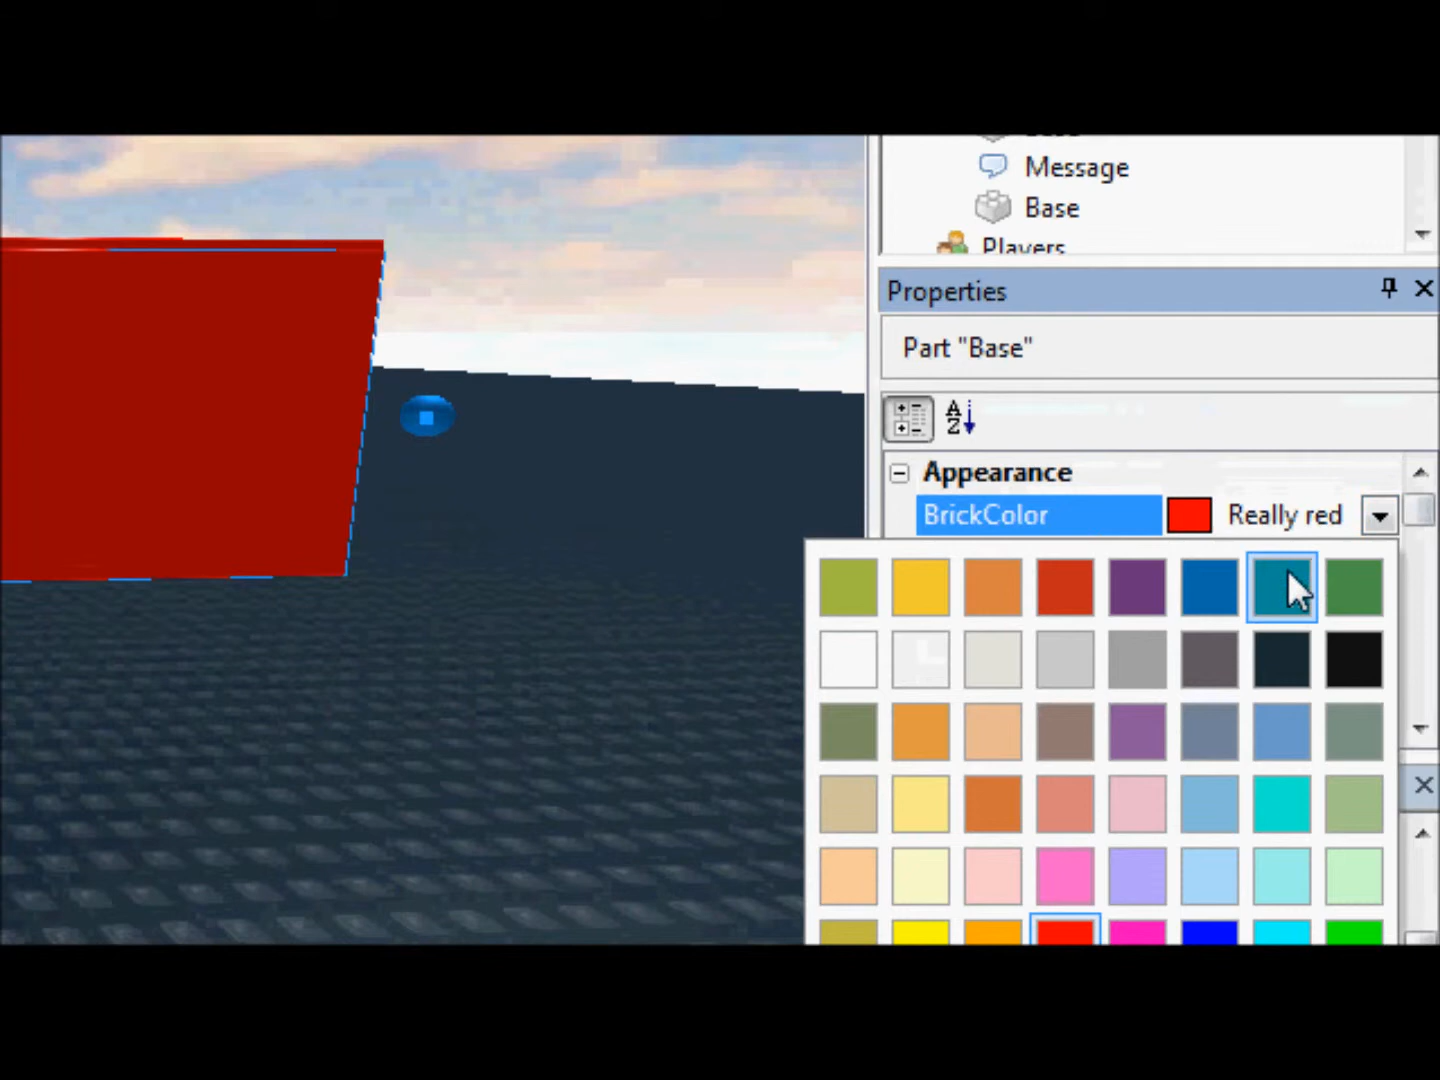 Message
Base
Players
Properties
Part "Base"
A
Z
Appearance
BrickColor Really red